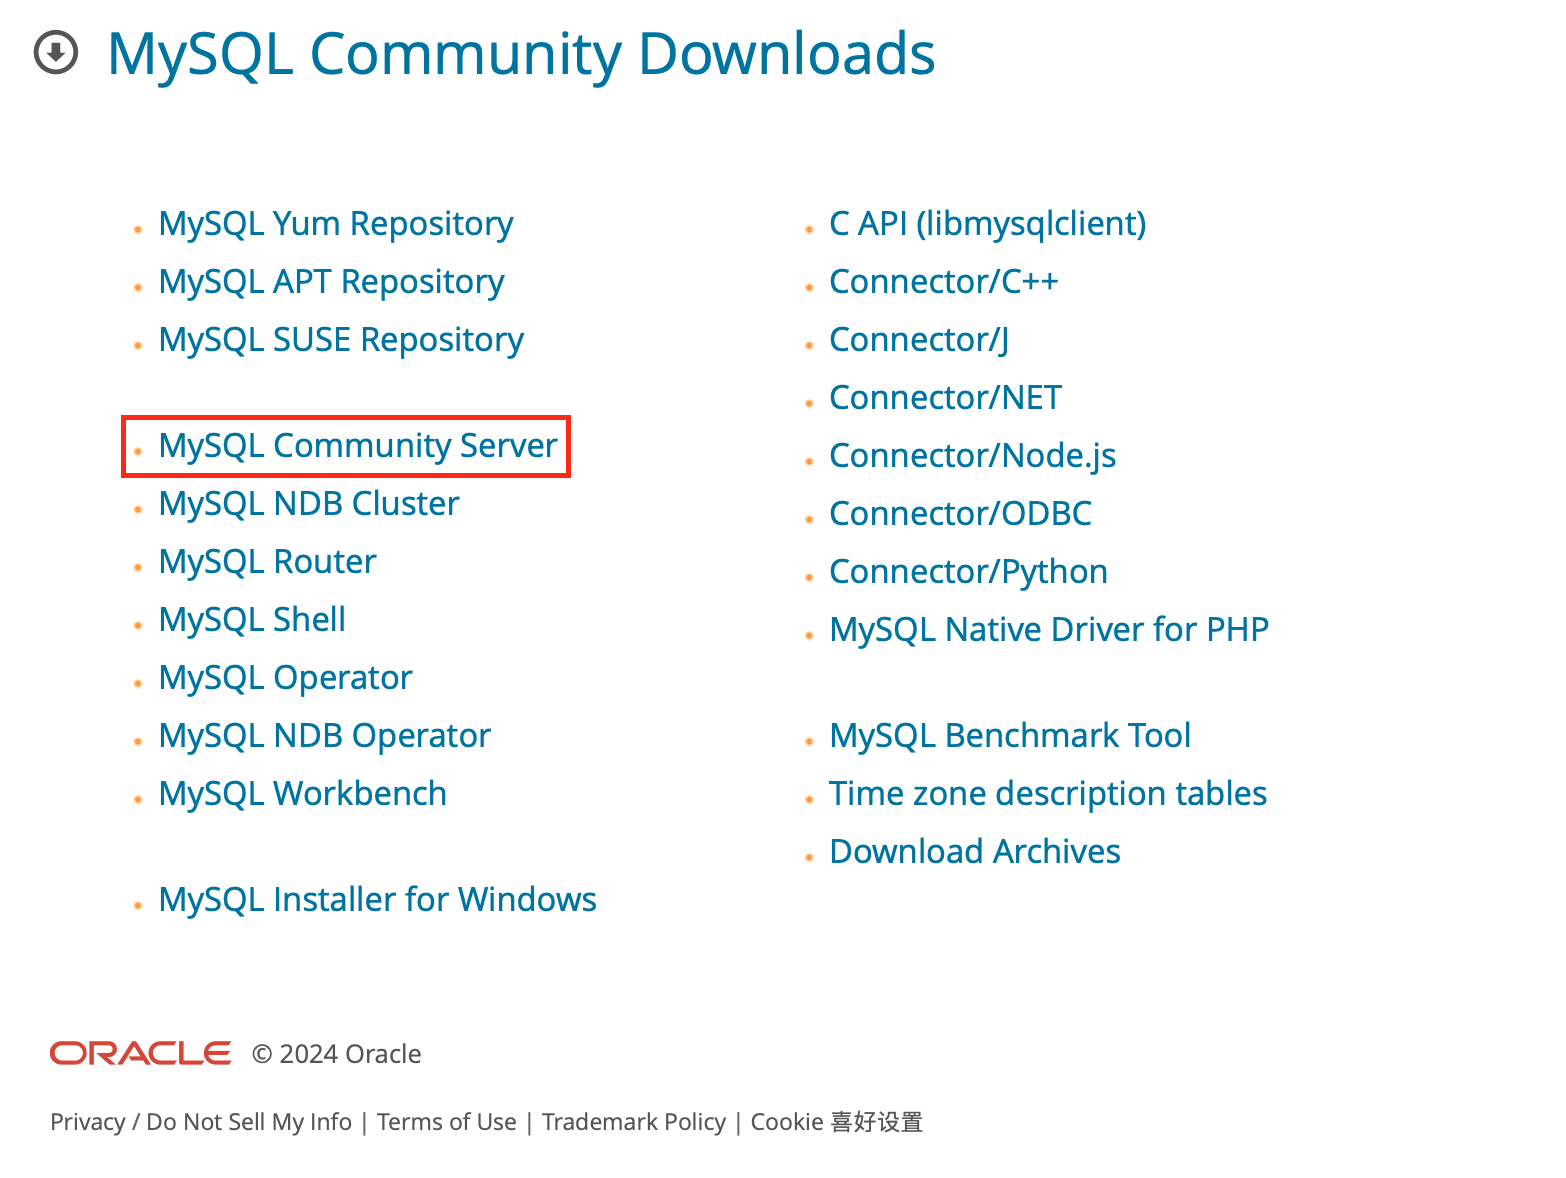 MySQL Community Downloads
MySQL Yum Repository
MySQL APT Repository
MySQL SUSE Repository
MySQL Community Server
MySQL NDB Cluster
MySQL Router
MySQL Shell
MySQL Operator
MySQL NDB Operator
MySQL Workbench
MySQL Installer for Windows
C API (libmysqlclient)
Connector/C++
Connector/J
Connector/NET
Connector/Node.js
Connector/ODBC
Connector/Python
MySQL Native Driver for PHP
MySQL Benchmark Tool
Time zone description tables
Download Archives
ORACLE © 2024 Oracle
Privacy / Do Not Sell My Info | Terms of Use | Trademark Policy | Cookie 喜好设置